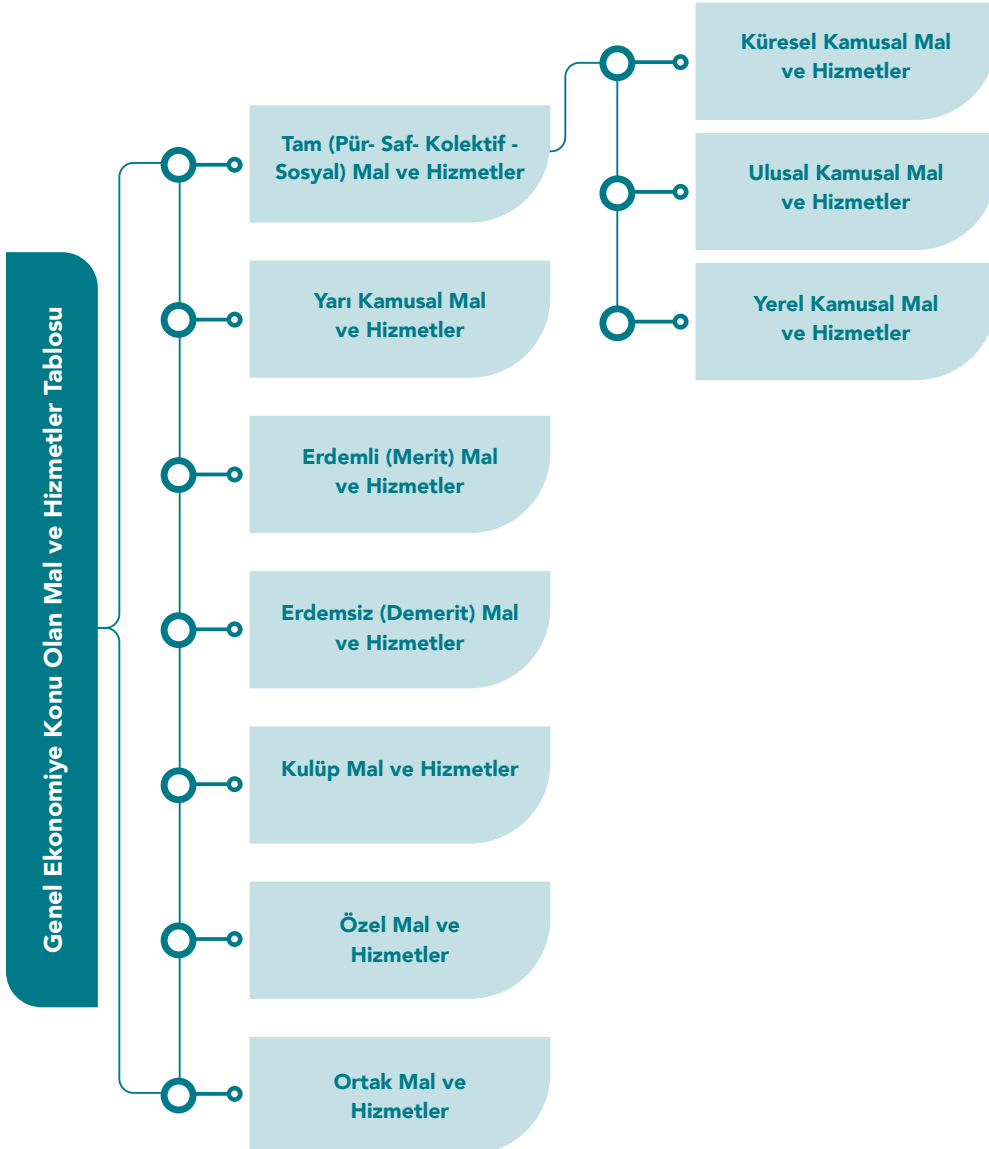 Genel Ekonomiye Konu Olan Mal ve Hizmetler Tablosu
Tam (Pür- Saf- Kolektif -
Sosyal) Mal ve Hizmetler
Küresel Kamusal Mal
ve Hizmetler
Ulusal Kamusal Mal
ve Hizmetler
Yerel Kamusal Mal
ve Hizmetler
Yarı Kamusal Mal
ve Hizmetler
Erdemli (Merit) Mal
ve Hizmetler
Erdemsiz (Demerit) Mal
ve Hizmetler
Kulüp Mal ve Hizmetler
Özel Mal ve
Hizmetler
Ortak Mal ve
Hizmetler